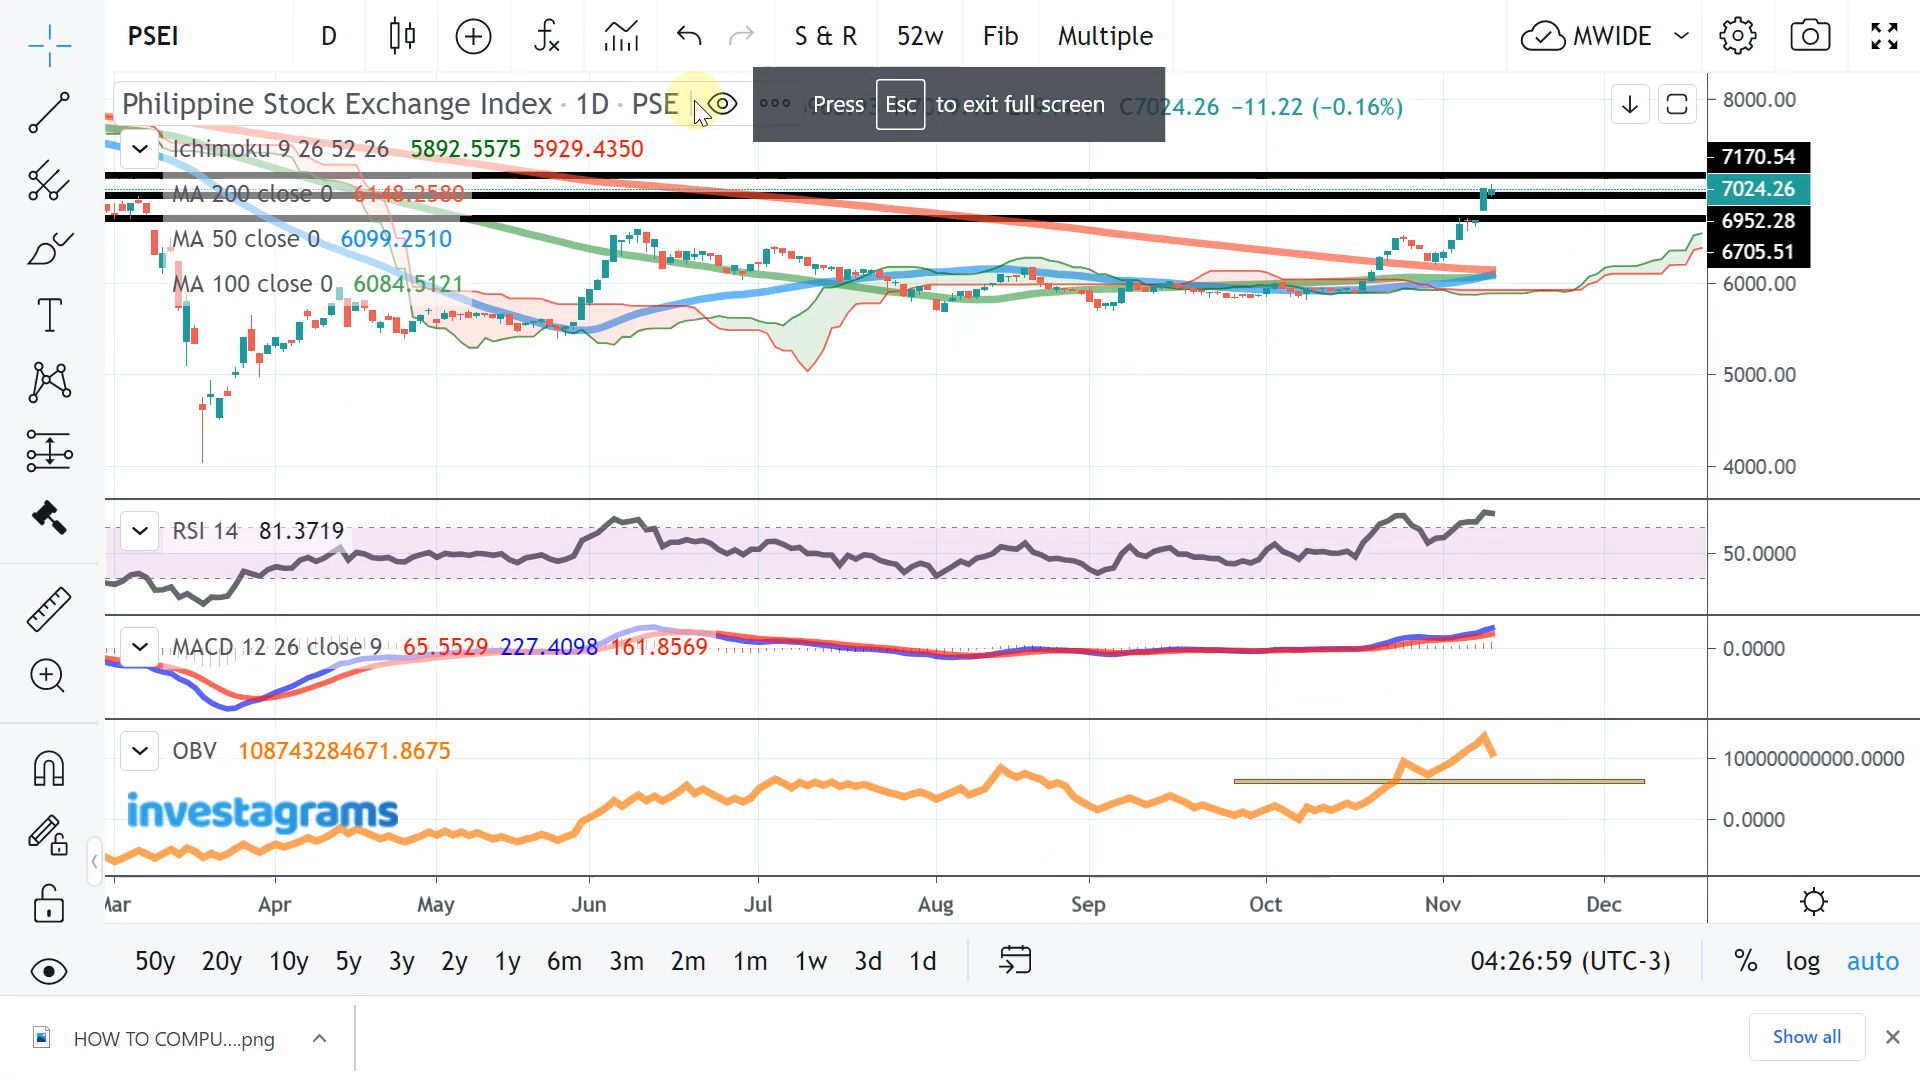 PSEI D S & R 52w Fib Multiple MWIDE
Philippine Stock Exchange Index · 1D · PSE C7024.26 −11.22 (−0.16%)
Press Esc to exit full screen
8000.00
Ichimoku 9 26 52 26 5892.5575 5929.4350
7170.54
MA 200 close 0 6148.2580
7024.26
6952.28
MA 50 close 0 6099.2510
6705.51
MA 100 close 0 6084.5121
6000.00
5000.00
4000.00
RSI 14 81.3719
50.0000
MACD 12 26 close 9 65.5529 227.4098 161.8569
0.0000
OBV 108743284671.8675
100000000000.0000
investagrams
0.0000
Mar Apr May Jun Jul Aug Sep Oct Nov Dec
50y 20y 10y 5y 3y 2y 1y 6m 3m 2m 1m 1w 3d 1d 04:26:59 (UTC-3) % log auto
HOW TO COMPU....png Show all